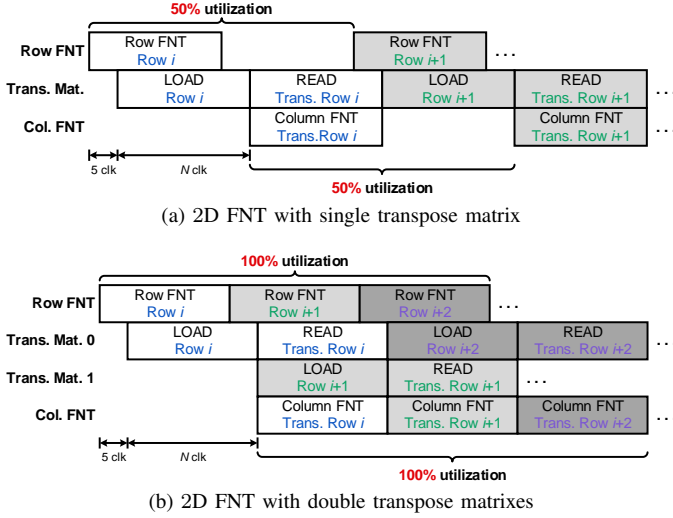 50% utilization
Row FNT
Row FNT
Row i
Row FNT
Row i+1
...
Trans. Mat.
LOAD
Row i
READ
Trans. Row i
LOAD
Row i+1
READ
Trans. Row i+1
...
Col. FNT
Column FNT
Trans.Row i
Column FNT
Trans. Row i+1
...
5 clk
N clk
50% utilization
(a) 2D FNT with single transpose matrix
100% utilization
Row FNT
Row FNT
Row i
Row FNT
Row i+1
Row FNT
Row i+2
...
Trans. Mat. 0
LOAD
Row i
READ
Trans. Row i
LOAD
Row i+2
READ
Trans. Row i+2
...
Trans. Mat. 1
LOAD
Row i+1
READ
Trans. Row i+1
...
Col. FNT
Column FNT
Trans. Row i
Column FNT
Trans. Row i+1
Column FNT
Trans. Row i+2
...
5 clk
N clk
100% utilization
(b) 2D FNT with double transpose matrixes